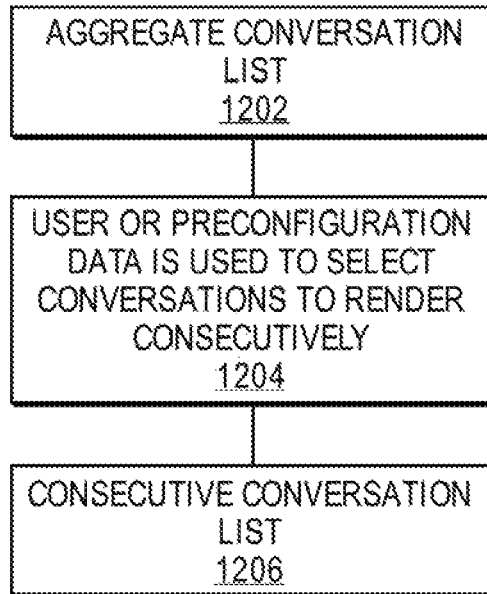 AGGREGATE CONVERSATION
LIST
1202
USER OR PRECONFIGURATION
DATA IS USED TO SELECT
CONVERSATIONS TO RENDER
CONSECUTIVELY
1204
CONSECUTIVE CONVERSATION
LIST
1206